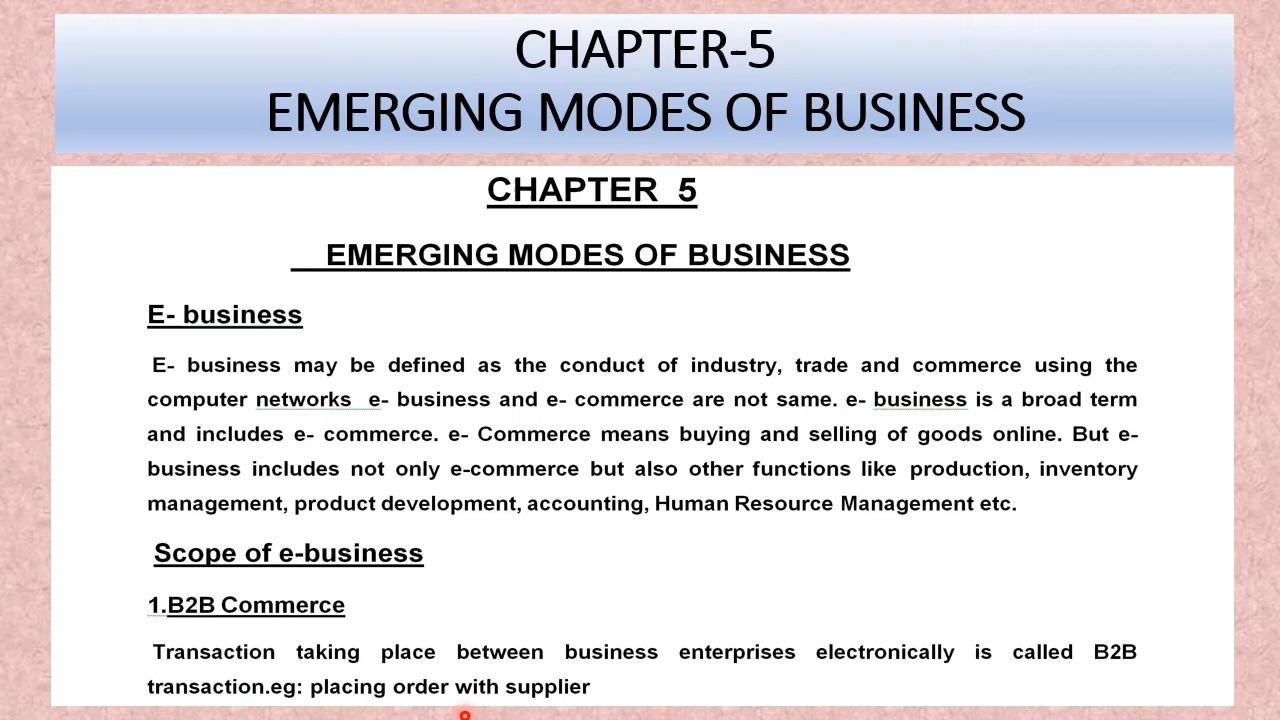 CHAPTER-5
EMERGING MODES OF BUSINESS
CHAPTER 5
EMERGING MODES OF BUSINESS
E- business
E- business may be defined as the conduct of industry, trade and commerce using the
computer networks e- business and e- commerce are not same. e- business is a broad term
and includes e- commerce. e- Commerce means buying and selling of goods online. But e-
business includes not only e-commerce but also other functions like production, inventory
management, product development, accounting, Human Resource Management etc.
Scope of e-business
1.B2B Commerce
Transaction taking place between business enterprises electronically is called B2B
transaction.eg: placing order with supplier